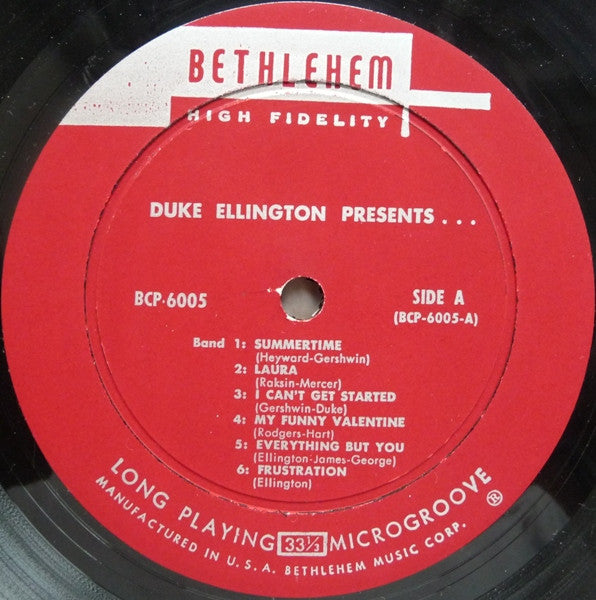 BETHLEHEM
HIGH FIDELITY
DUKE ELLINGTON PRESENTS...
BCP-6005
SIDE A
(BCP-6005-A)
Band 1: SUMMERTIME
(Heyward-Gershwin)
2: LAURA
(Raksin-Mercer)
3: I CAN'T GET STARTED
(Gershwin-Duke)
4: MY FUNNY VALENTINE
(Rodgers-Hart)
5: EVERYTHING BUT YOU
(Ellington-James-George)
6: FRUSTRATION
(Ellington)
LONG PLAYING 33⅓ MICROGROOVE ®
MANUFACTURED IN U.S.A. BETHLEHEM MUSIC CORP.